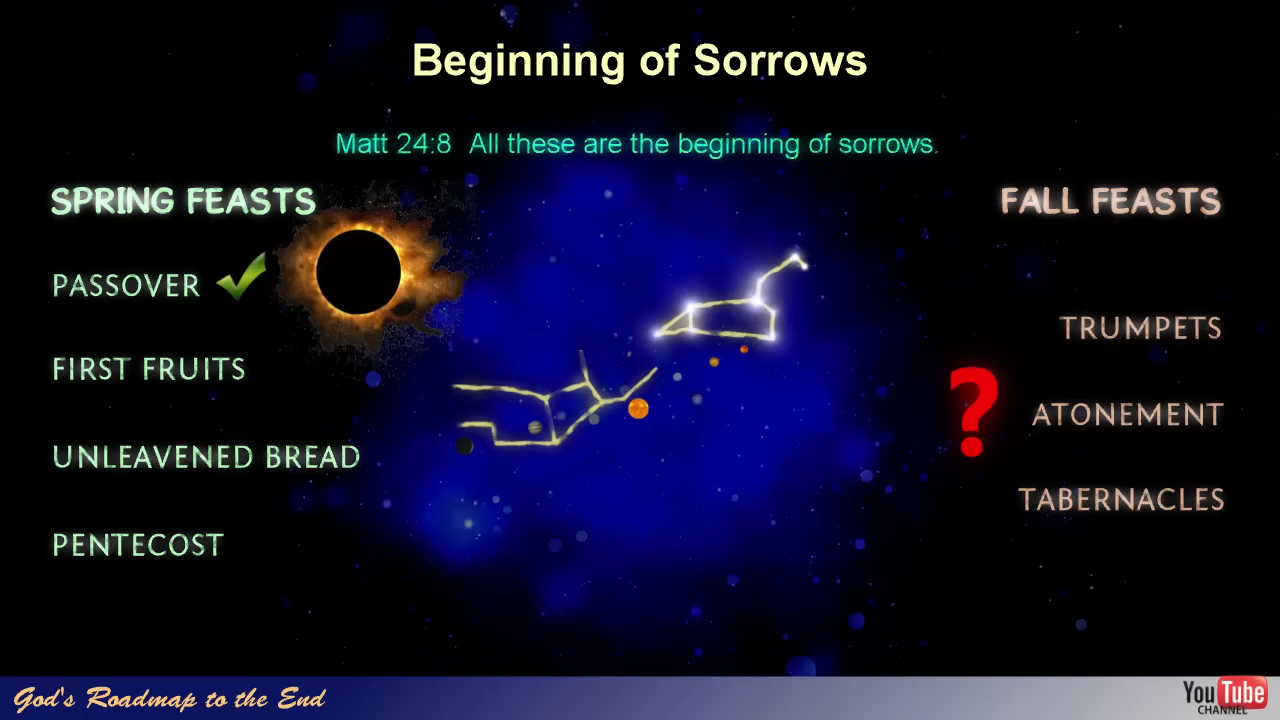 Beginning of Sorrows
Matt 24:8 All these are the beginning of sorrows.
SPRING FEASTS
PASSOVER
FIRST FRUITS
UNLEAVENED BREAD
PENTECOST
FALL FEASTS
TRUMPETS
?
ATONEMENT
TABERNACLES
God's Roadmap to the End
YouTube
CHANNEL